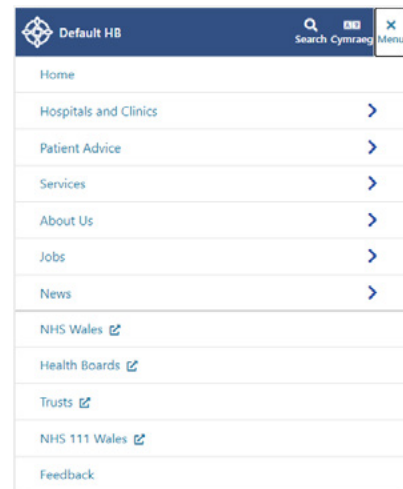 Default HB
Search Cymraeg Menu
Home
Hospitals and Clinics
Patient Advice
Services
About Us
Jobs
News
NHS Wales
Health Boards
Trusts
NHS 111 Wales
Feedback